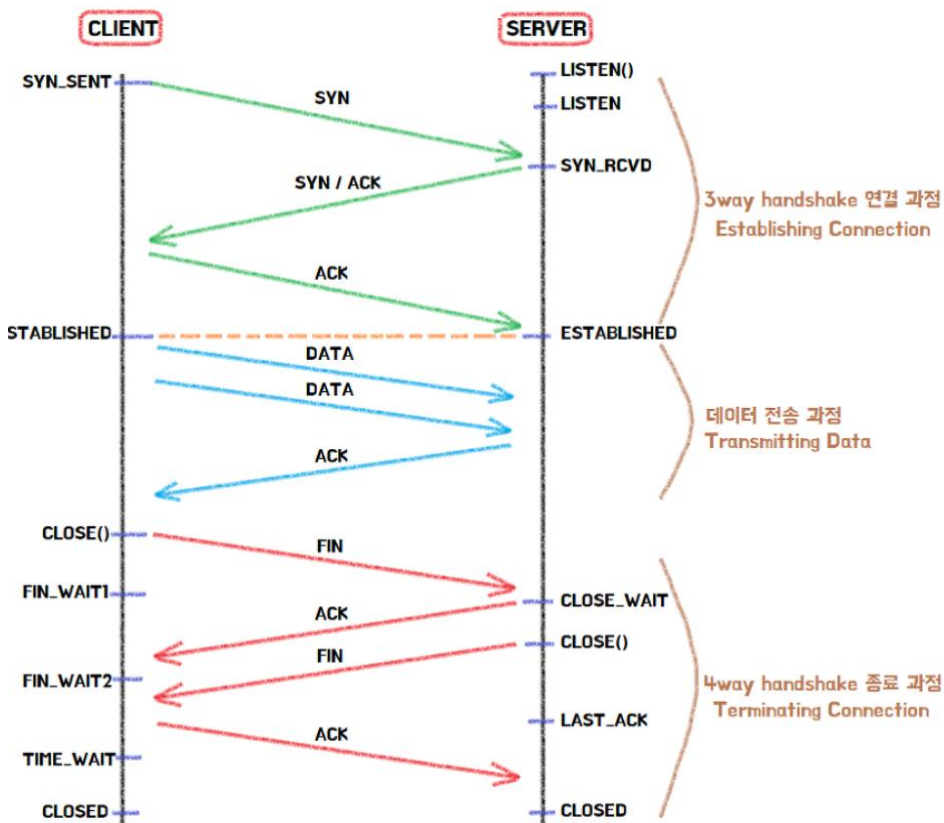 CLIENT
SERVER
SYN_SENT
LISTEN()
LISTEN
SYN
SYN_RCVD
SYN / ACK
3way handshake 연결 과정
Establishing Connection
ACK
STABLISHED
ESTABLISHED
DATA
DATA
데이터 전송 과정
Transmitting Data
ACK
CLOSE()
FIN
FIN_WAIT1
CLOSE_WAIT
ACK
CLOSE()
FIN
FIN_WAIT2
4way handshake 종료 과정
Terminating Connection
LAST_ACK
ACK
TIME_WAIT
CLOSED
CLOSED